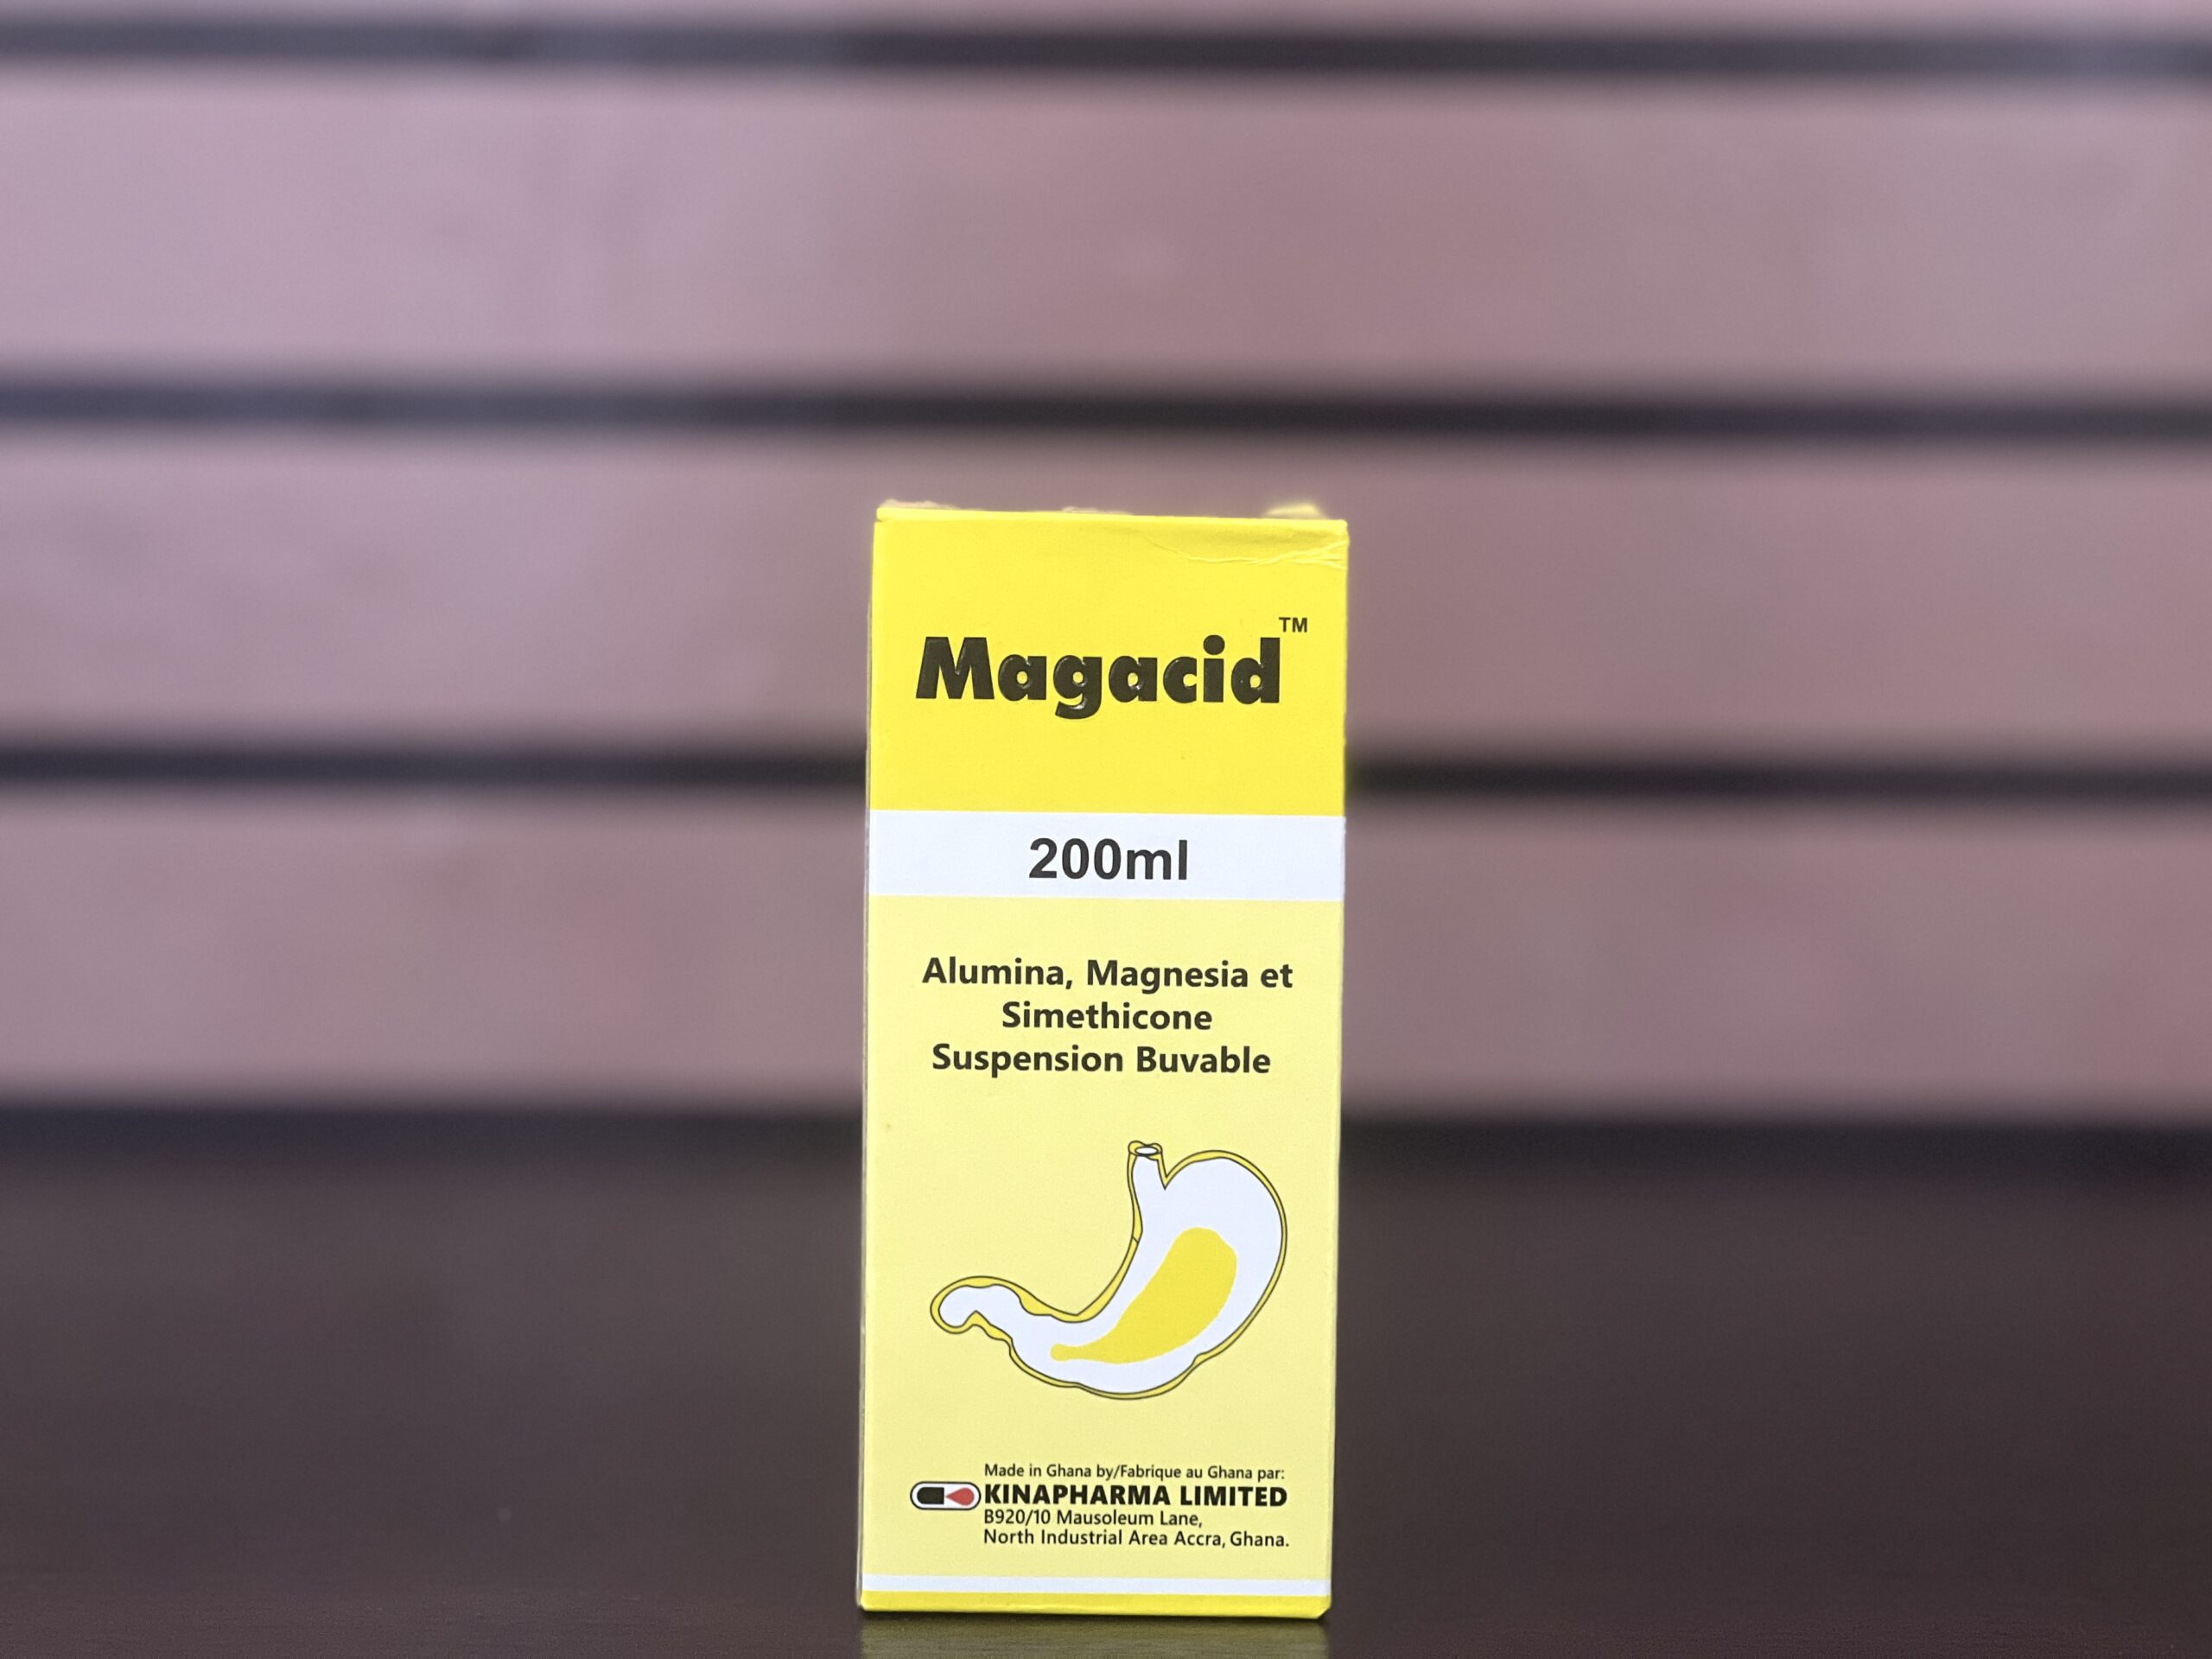 Magacid™
200ml
Alumina, Magnesia et
Simethicone
Suspension Buvable
Made in Ghana by/Fabrique au Ghana par:
KINAPHARMA LIMITED
B920/10 Mausoleum Lane,
North Industrial Area Accra, Ghana.